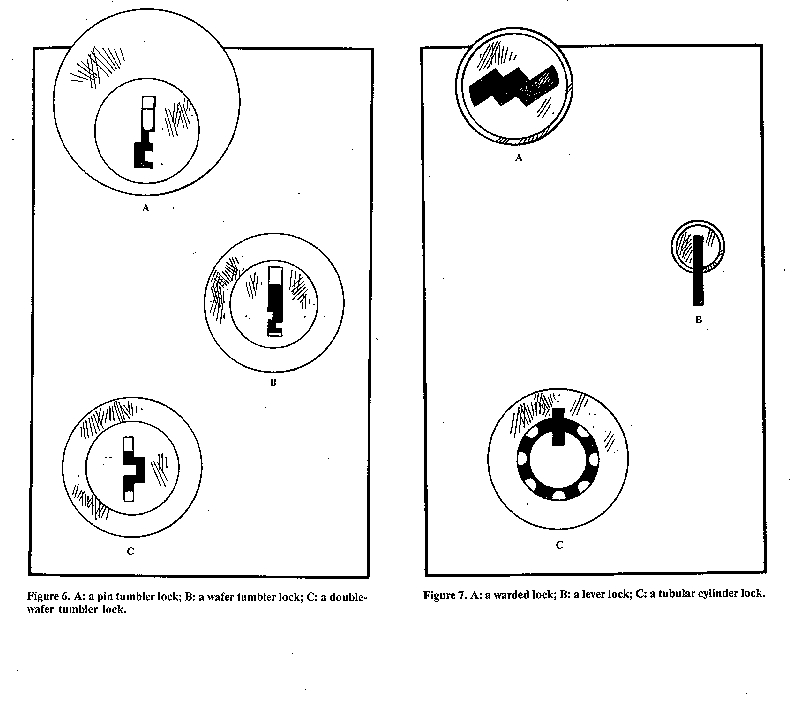 A
B
C
Figure 6. A: a pin tumbler lock; B: a wafer tumbler lock; C: a double-
wafer tumbler lock.
A
B
C
Figure 7. A: a warded lock; B: a lever lock; C: a tubular cylinder lock.